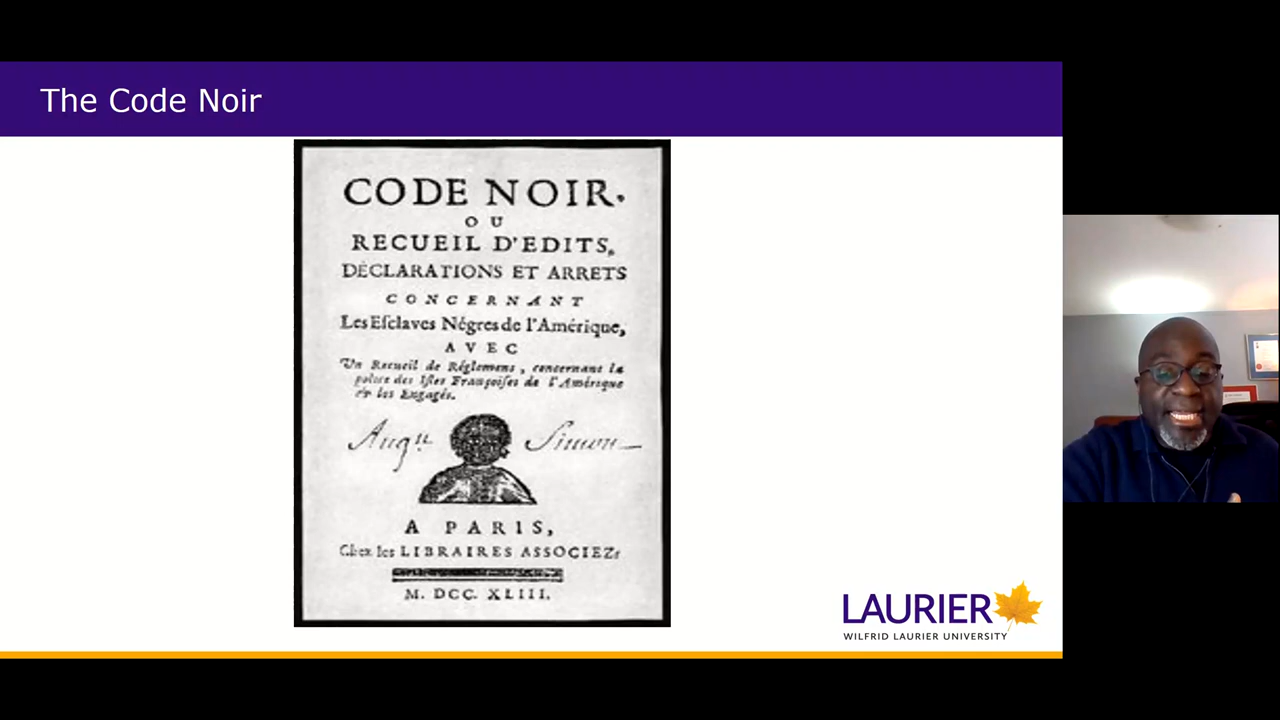 The Code Noir
CODE NOIR.
OU
RECUEIL D'EDITS,
DÉCLARATIONS ET ARRETS
CONCERNANT
Les Esclaves Négres de l'Amérique,
AVEC
Un Recueil de Réglemens, concernant la
police des Isles Françoises de l'Amérique
& les Engagés.
Simon
A PARIS,
Chez les LIBRAIRES ASSOCIEZ.
M. DCC. XLIII.
LAURIER
WILFRID LAURIER UNIVERSITY